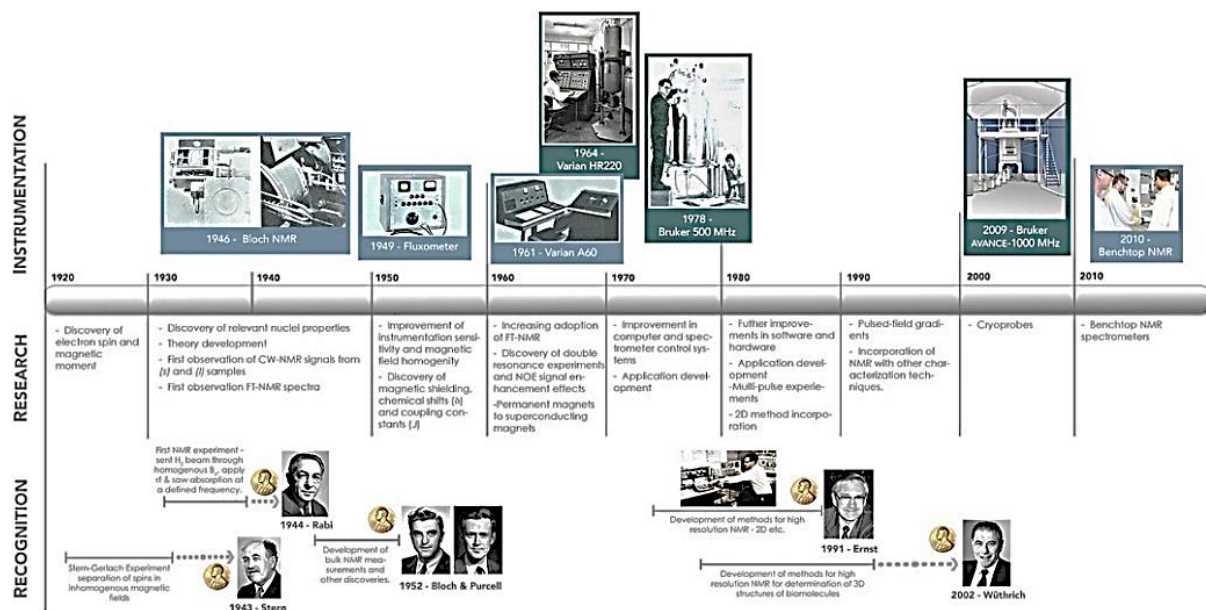 INSTRUMENTATION
1946 - Bloch NMR
1949 - Fluxometer
1964 -
Varian HR220
1961 - Varian A60
1978 -
Bruker 500 MHz
2009 - Bruker
AVANCE-1000 MHz
2010 -
Benchtop NMR
1920
1930
1940
1950
1960
1970
1980
1990
2000
2010
RESEARCH
- Discovery of
electron spin and
magnetic
moment
- Discovery of relevant nuclei properties
- Theory development
- First observation of CW-NMR signals from
(s) and (l) samples
- First observation FT-NMR spectra
- Improvement of
instrumentation sensi-
tivity and magnetic
field homogenity
- Discovery of
magnetic shielding,
chemical shifts (δ)
and coupling con-
stants (J)
- Increasing adoption
of FT-NMR
- Discovery of double
resonance experiments
and NOE signal en-
hancement effects
-Permanent magnets
to superconducting
magnets
- Improvement in
computer and spec-
trometer control sys-
tems
- Application devel-
opment
- Futher improve-
ments in software and
hardware
- Application develop-
ment
-Multi-pulse experie-
ments
- 2D method incorpo-
ration
- Pulsed-field gradi-
ents
- Incorporation of
NMR with other char-
acterization tech-
niques.
- Cryoprobes
- Benchtop NMR
spectrometers
RECOGNITION
First NMR experiment -
sent H2 beam through
homogenous B0, apply
rf & saw absorption at
a defined frequency.
1944 - Rabi
Stern-Gerlach Experiment
separation of spins in
inhomogenous magnetic
fields
1943 - Stern
Development of
bulk NMR mea-
surements and
other discoveries.
1952 - Bloch & Purcell
Development of methods for high
resolution NMR - 2D etc.
1991 - Ernst
Development of methods for high
resolution NMR for determination of 3D
structures of biomolecules
2002 - Wüthrich